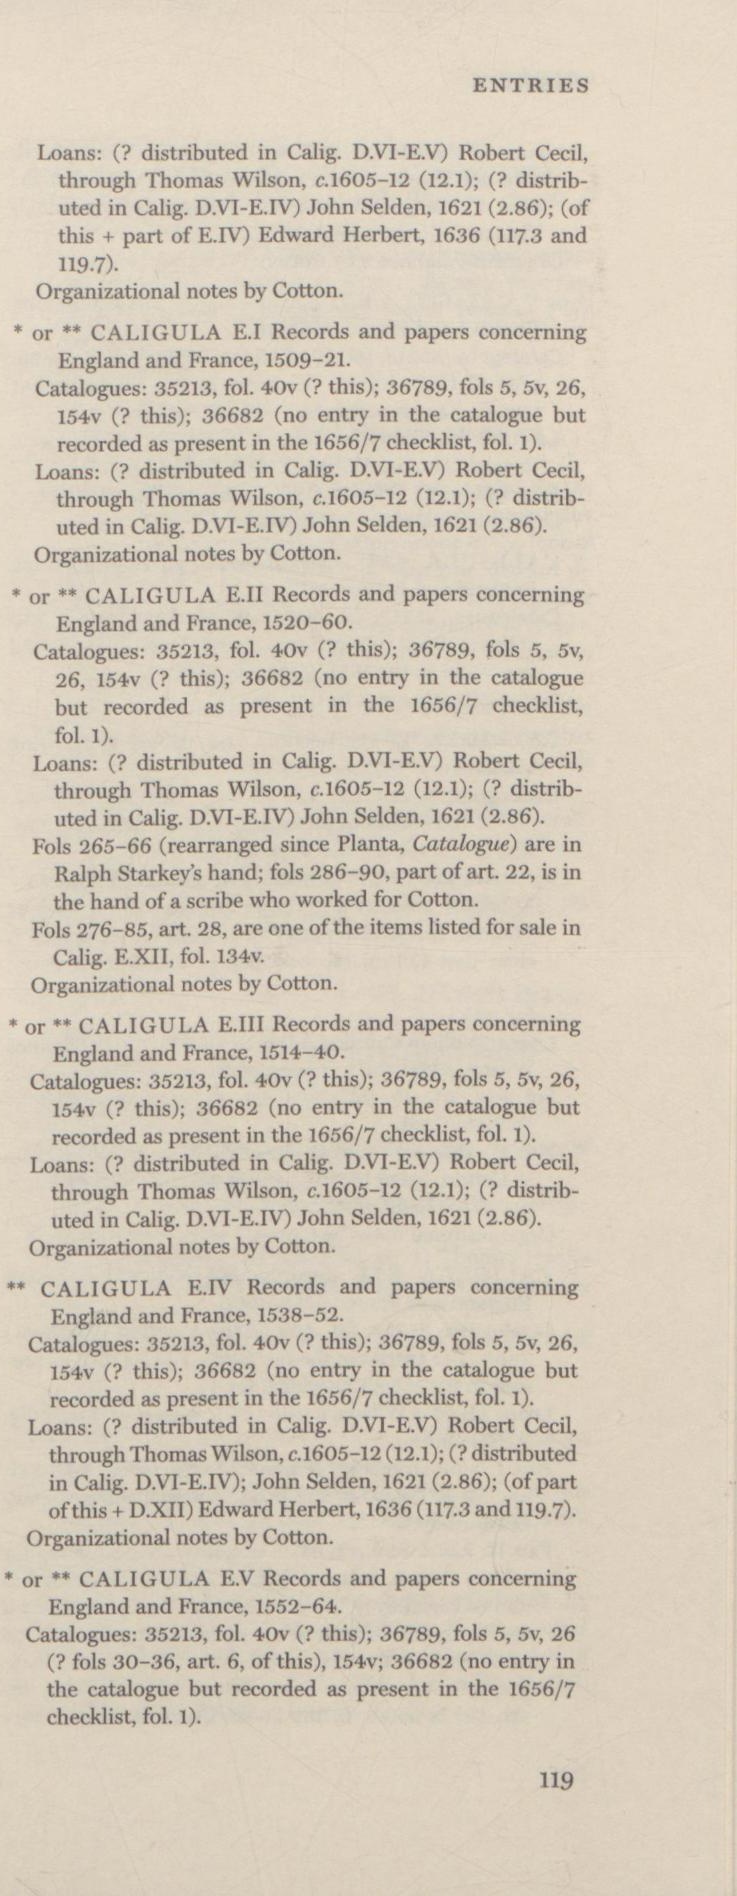 ENTRIES
Loans: (? distributed in Calig. D.VI-E.V) Robert Cecil,
through Thomas Wilson, c.1605–12 (12.1); (? distrib-
uted in Calig. D.VI-E.IV) John Selden, 1621 (2.86); (of
this + part of E.IV) Edward Herbert, 1636 (117.3 and
119.7).
Organizational notes by Cotton.
* or ** CALIGULA E.I Records and papers concerning
England and France, 1509–21.
Catalogues: 35213, fol. 40v (? this); 36789, fols 5, 5v, 26,
154v (? this); 36682 (no entry in the catalogue but
recorded as present in the 1656/7 checklist, fol. 1).
Loans: (? distributed in Calig. D.VI-E.V) Robert Cecil,
through Thomas Wilson, c.1605–12 (12.1); (? distrib-
uted in Calig. D.VI-E.IV) John Selden, 1621 (2.86).
Organizational notes by Cotton.
* or ** CALIGULA E.II Records and papers concerning
England and France, 1520–60.
Catalogues: 35213, fol. 40v (? this); 36789, fols 5, 5v,
26, 154v (? this); 36682 (no entry in the catalogue
but recorded as present in the 1656/7 checklist,
fol. 1).
Loans: (? distributed in Calig. D.VI-E.V) Robert Cecil,
through Thomas Wilson, c.1605–12 (12.1); (? distrib-
uted in Calig. D.VI-E.IV) John Selden, 1621 (2.86).
Fols 265–66 (rearranged since Planta, Catalogue) are in
Ralph Starkey's hand; fols 286–90, part of art. 22, is in
the hand of a scribe who worked for Cotton.
Fols 276–85, art. 28, are one of the items listed for sale in
Calig. E.XII, fol. 134v.
Organizational notes by Cotton.
* or ** CALIGULA E.III Records and papers concerning
England and France, 1514–40.
Catalogues: 35213, fol. 40v (? this); 36789, fols 5, 5v, 26,
154v (? this); 36682 (no entry in the catalogue but
recorded as present in the 1656/7 checklist, fol. 1).
Loans: (? distributed in Calig. D.VI-E.V) Robert Cecil,
through Thomas Wilson, c.1605–12 (12.1); (? distrib-
uted in Calig. D.VI-E.IV) John Selden, 1621 (2.86).
Organizational notes by Cotton.
** CALIGULA E.IV Records and papers concerning
England and France, 1538–52.
Catalogues: 35213, fol. 40v (? this); 36789, fols 5, 5v, 26,
154v (? this); 36682 (no entry in the catalogue but
recorded as present in the 1656/7 checklist, fol. 1).
Loans: (? distributed in Calig. D.VI-E.V) Robert Cecil,
through Thomas Wilson, c.1605–12 (12.1); (? distributed
in Calig. D.VI-E.IV); John Selden, 1621 (2.86); (of part
of this + D.XII) Edward Herbert, 1636 (117.3 and 119.7).
Organizational notes by Cotton.
* or ** CALIGULA E.V Records and papers concerning
England and France, 1552–64.
Catalogues: 35213, fol. 40v (? this); 36789, fols 5, 5v, 26
(? fols 30–36, art. 6, of this), 154v; 36682 (no entry in
the catalogue but recorded as present in the 1656/7
checklist, fol. 1).
119